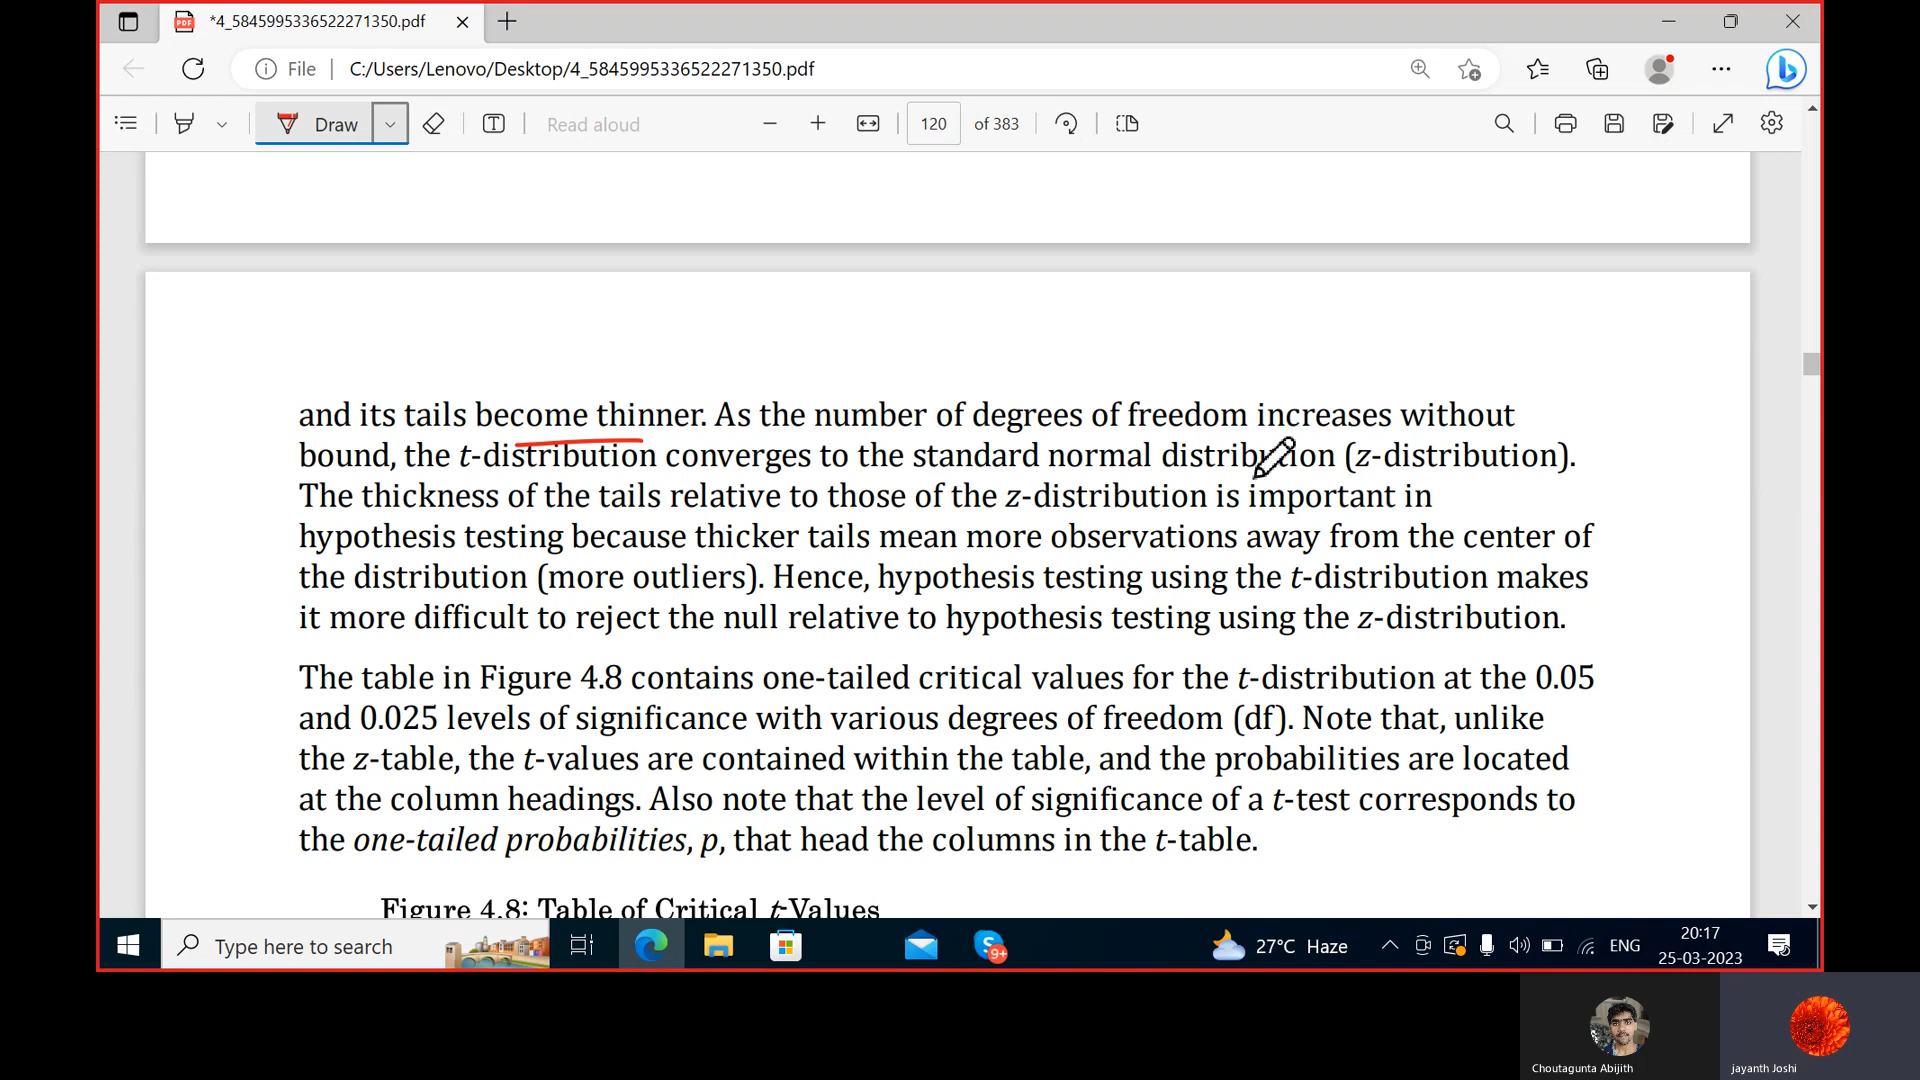 *4_5845995336522271350.pdf
File
C:/Users/Lenovo/Desktop/4_5845995336522271350.pdf
Draw
Read aloud
120
of 383
and its tails become thinner. As the number of degrees of freedom increases without
bound, the t-distribution converges to the standard normal distribution (z-distribution).
The thickness of the tails relative to those of the z-distribution is important in
hypothesis testing because thicker tails mean more observations away from the center of
the distribution (more outliers). Hence, hypothesis testing using the t-distribution makes
it more difficult to reject the null relative to hypothesis testing using the z-distribution.
The table in Figure 4.8 contains one-tailed critical values for the t-distribution at the 0.05
and 0.025 levels of significance with various degrees of freedom (df). Note that, unlike
the z-table, the t-values are contained within the table, and the probabilities are located
at the column headings. Also note that the level of significance of a t-test corresponds to
the one-tailed probabilities, p, that head the columns in the t-table.
Figure 4.8: Table of Critical t-Values
Type here to search
9+
27°C Haze
ENG
20:17
25-03-2023
Choutagunta Abijith
jayanth Joshi